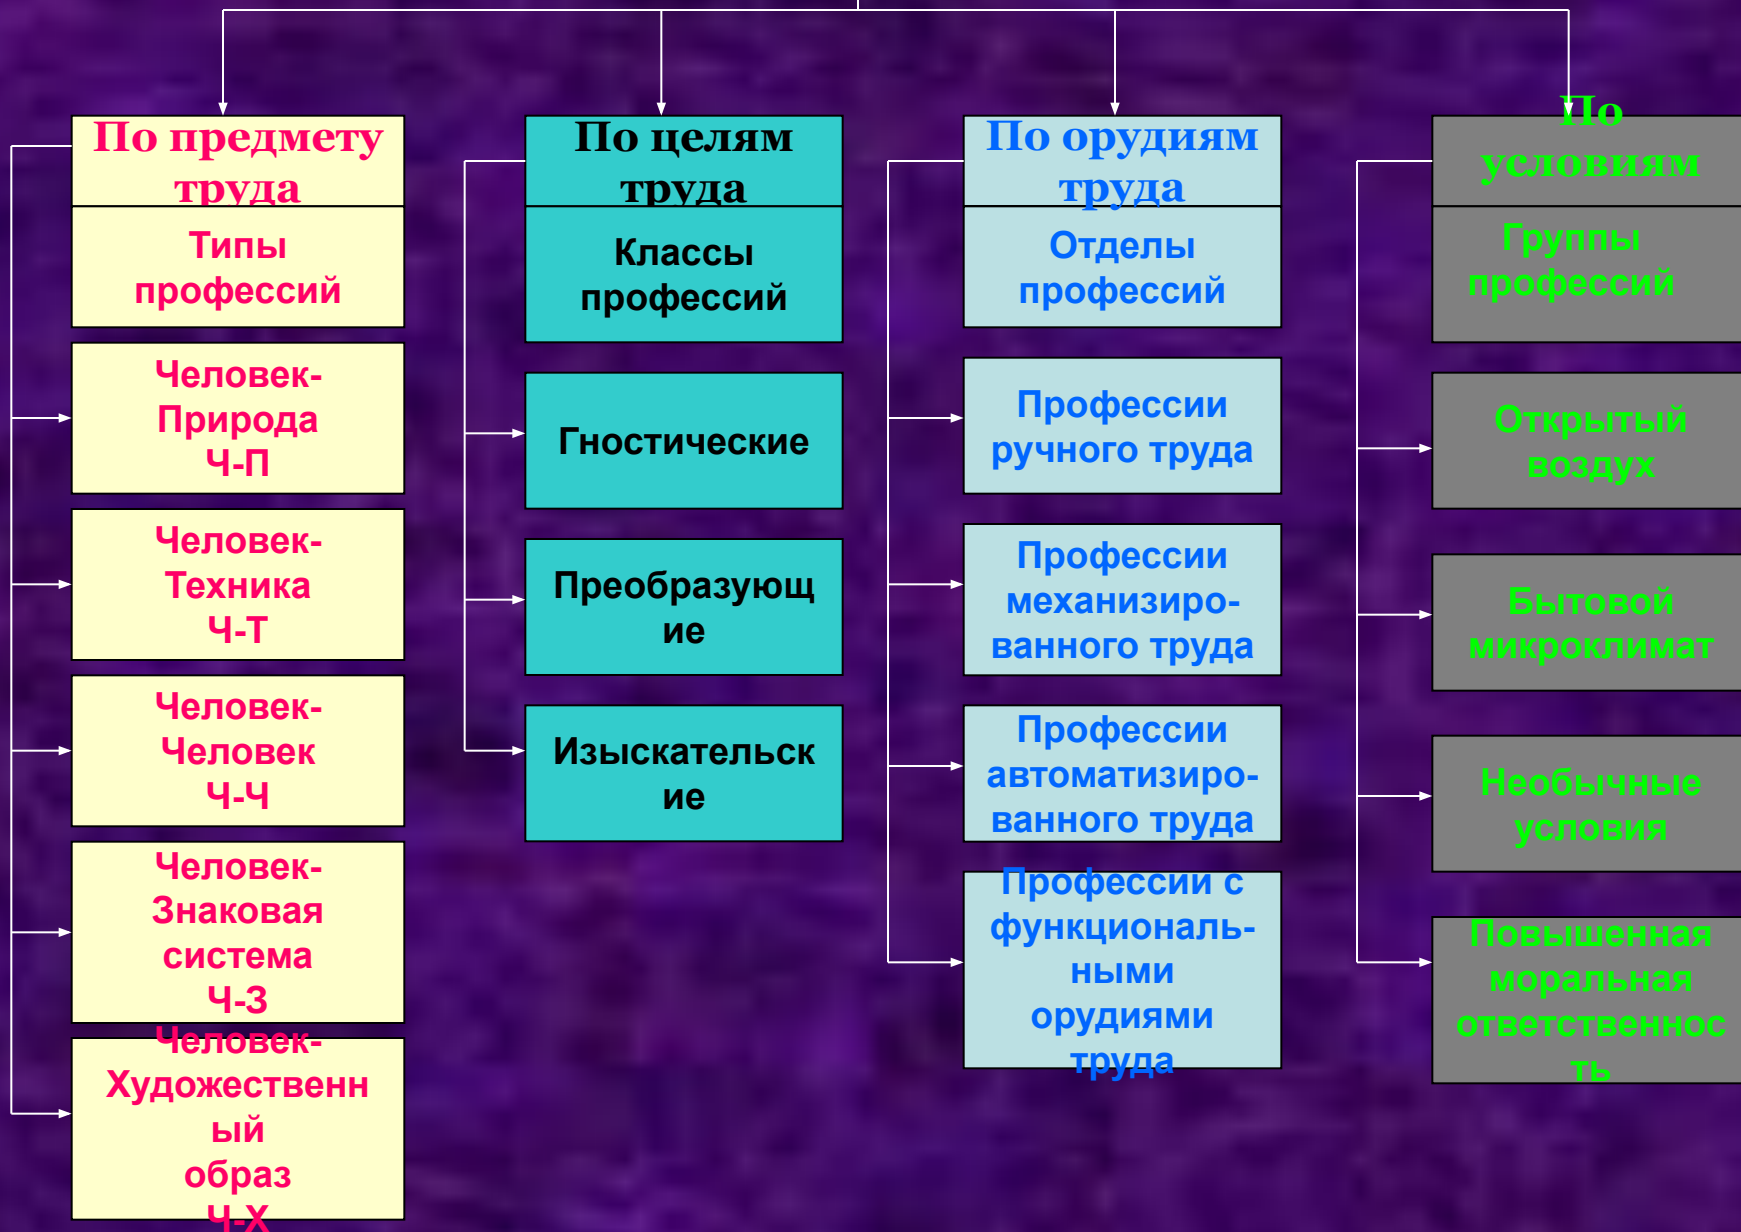 По предмету
труда
Типы
профессий
Человек-
Природа
Ч-П
Человек-
Техника
Ч-Т
Человек-
Человек
Ч-Ч
Человек-
Знаковая
система
Ч-З
Человек-
Художественн
ый
образ
Ч-Х
По целям
труда
Классы
профессий
Гностические
Преобразующ
ие
Изыскательск
ие
По орудиям
труда
Отделы
профессий
Профессии
ручного труда
Профессии
механизиро-
ванного труда
Профессии
автоматизиро-
ванного труда
Профессии с
функциональ-
ными
орудиями
труда
По
условиям
Группы
профессий
Открытый
воздух
Бытовой
микроклимат
Необычные
условия
Повышенная
моральная
ответственнос
ть